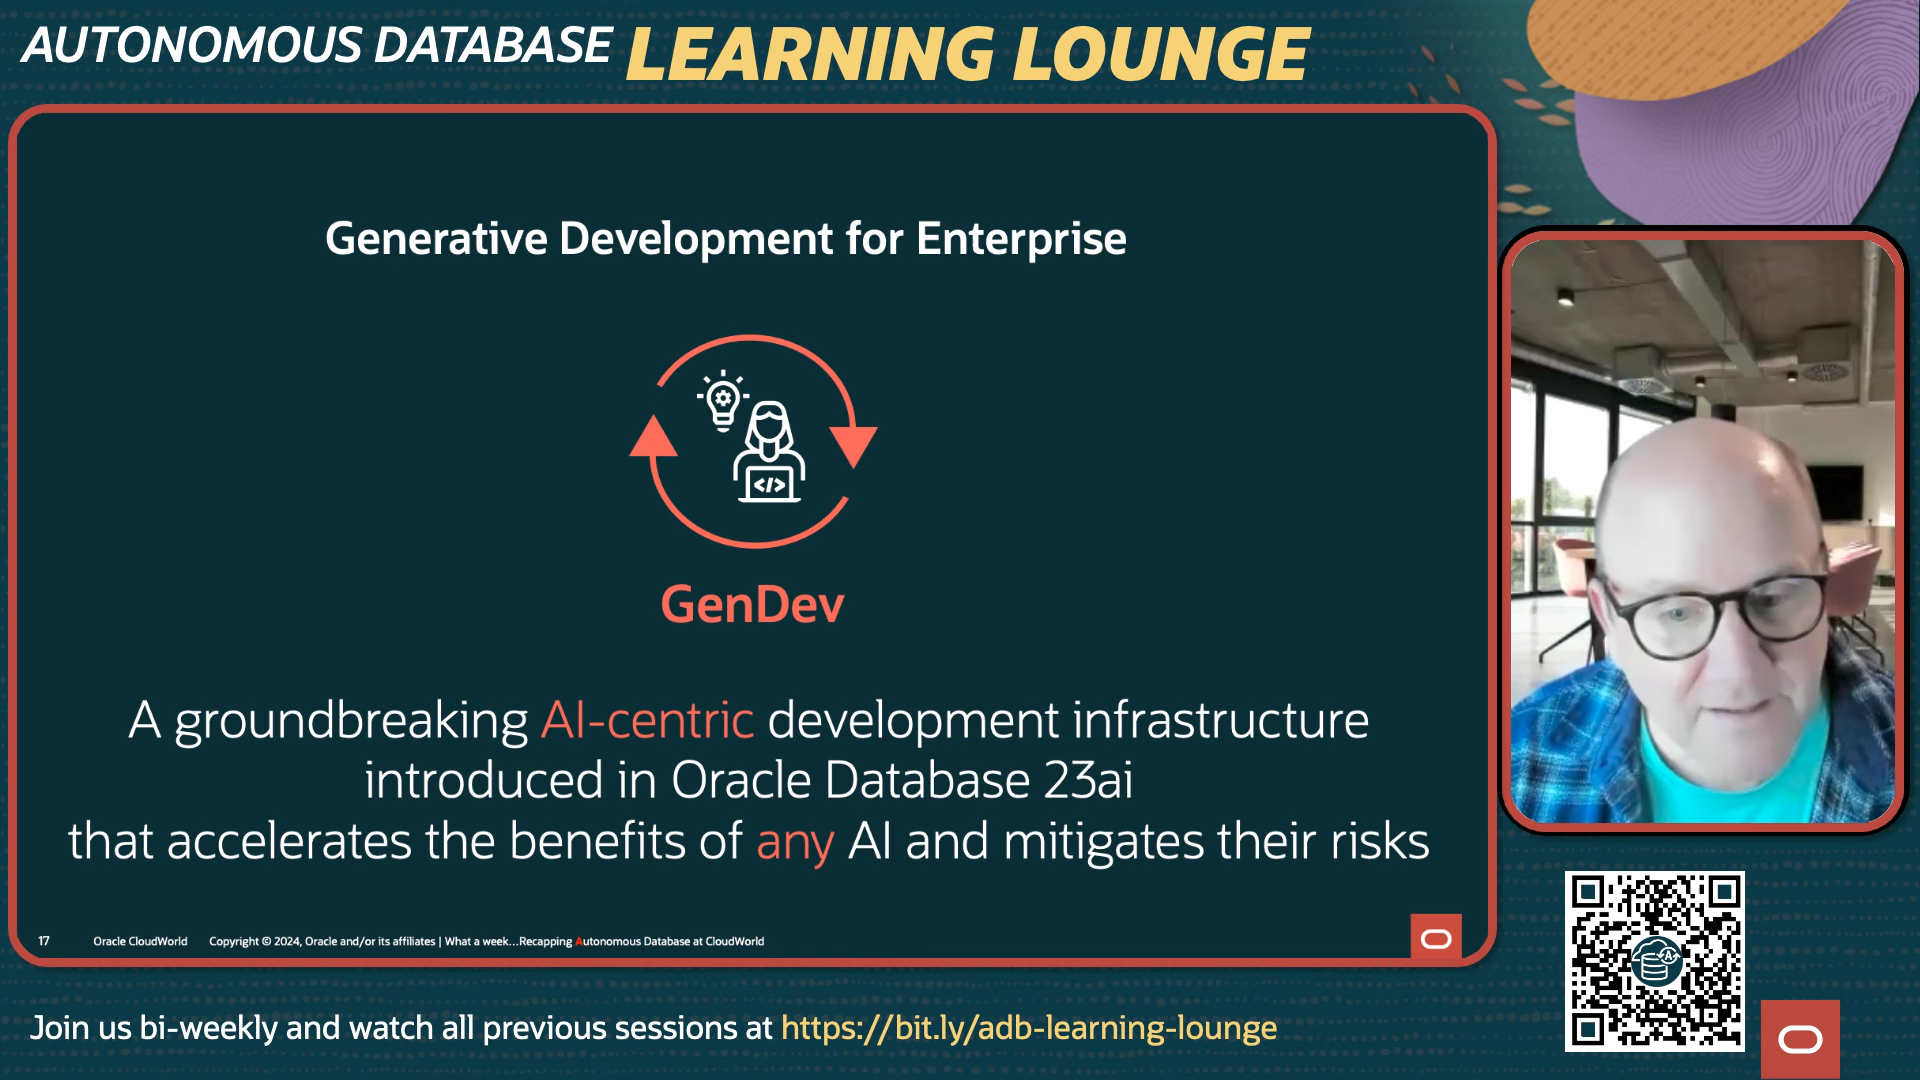 AUTONOMOUS DATABASE LEARNING LOUNGE
Generative Development for Enterprise
</>
GenDev
A groundbreaking AI-centric development infrastructure
introduced in Oracle Database 23ai
that accelerates the benefits of any AI and mitigates their risks
17 Oracle CloudWorld Copyright © 2024, Oracle and/or its affiliates | What a week...Recapping Autonomous Database at CloudWorld
A
Join us bi-weekly and watch all previous sessions at https://bit.ly/adb-learning-lounge